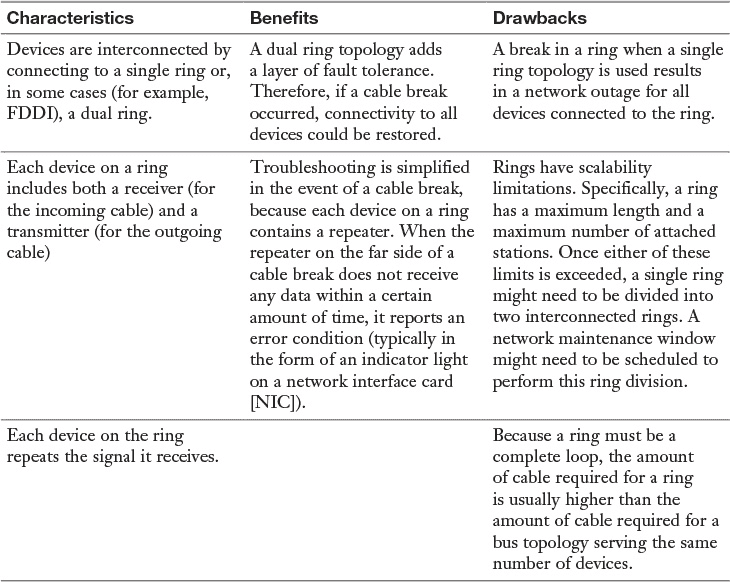 Characteristics
Benefits
Drawbacks
Devices are interconnected by
connecting to a single ring or,
in some cases (for example,
FDDI), a dual ring.
A dual ring topology adds
a layer of fault tolerance.
Therefore, if a cable break
occurred, connectivity to all
devices could be restored.
A break in a ring when a single
ring topology is used results
in a network outage for all
devices connected to the ring.
Each device on a ring
includes both a receiver (for
the incoming cable) and a
transmitter (for the outgoing
cable)
Troubleshooting is simplified
in the event of a cable break,
because each device on a ring
contains a repeater. When the
repeater on the far side of a
cable break does not receive
any data within a certain
amount of time, it reports an
error condition (typically in
the form of an indicator light
on a network interface card
[NIC]).
Rings have scalability
limitations. Specifically, a ring
has a maximum length and a
maximum number of attached
stations. Once either of these
limits is exceeded, a single ring
might need to be divided into
two interconnected rings. A
network maintenance window
might need to be scheduled to
perform this ring division.
Each device on the ring
repeats the signal it receives.
Because a ring must be a
complete loop, the amount
of cable required for a ring
is usually higher than the
amount of cable required for a
bus topology serving the same
number of devices.